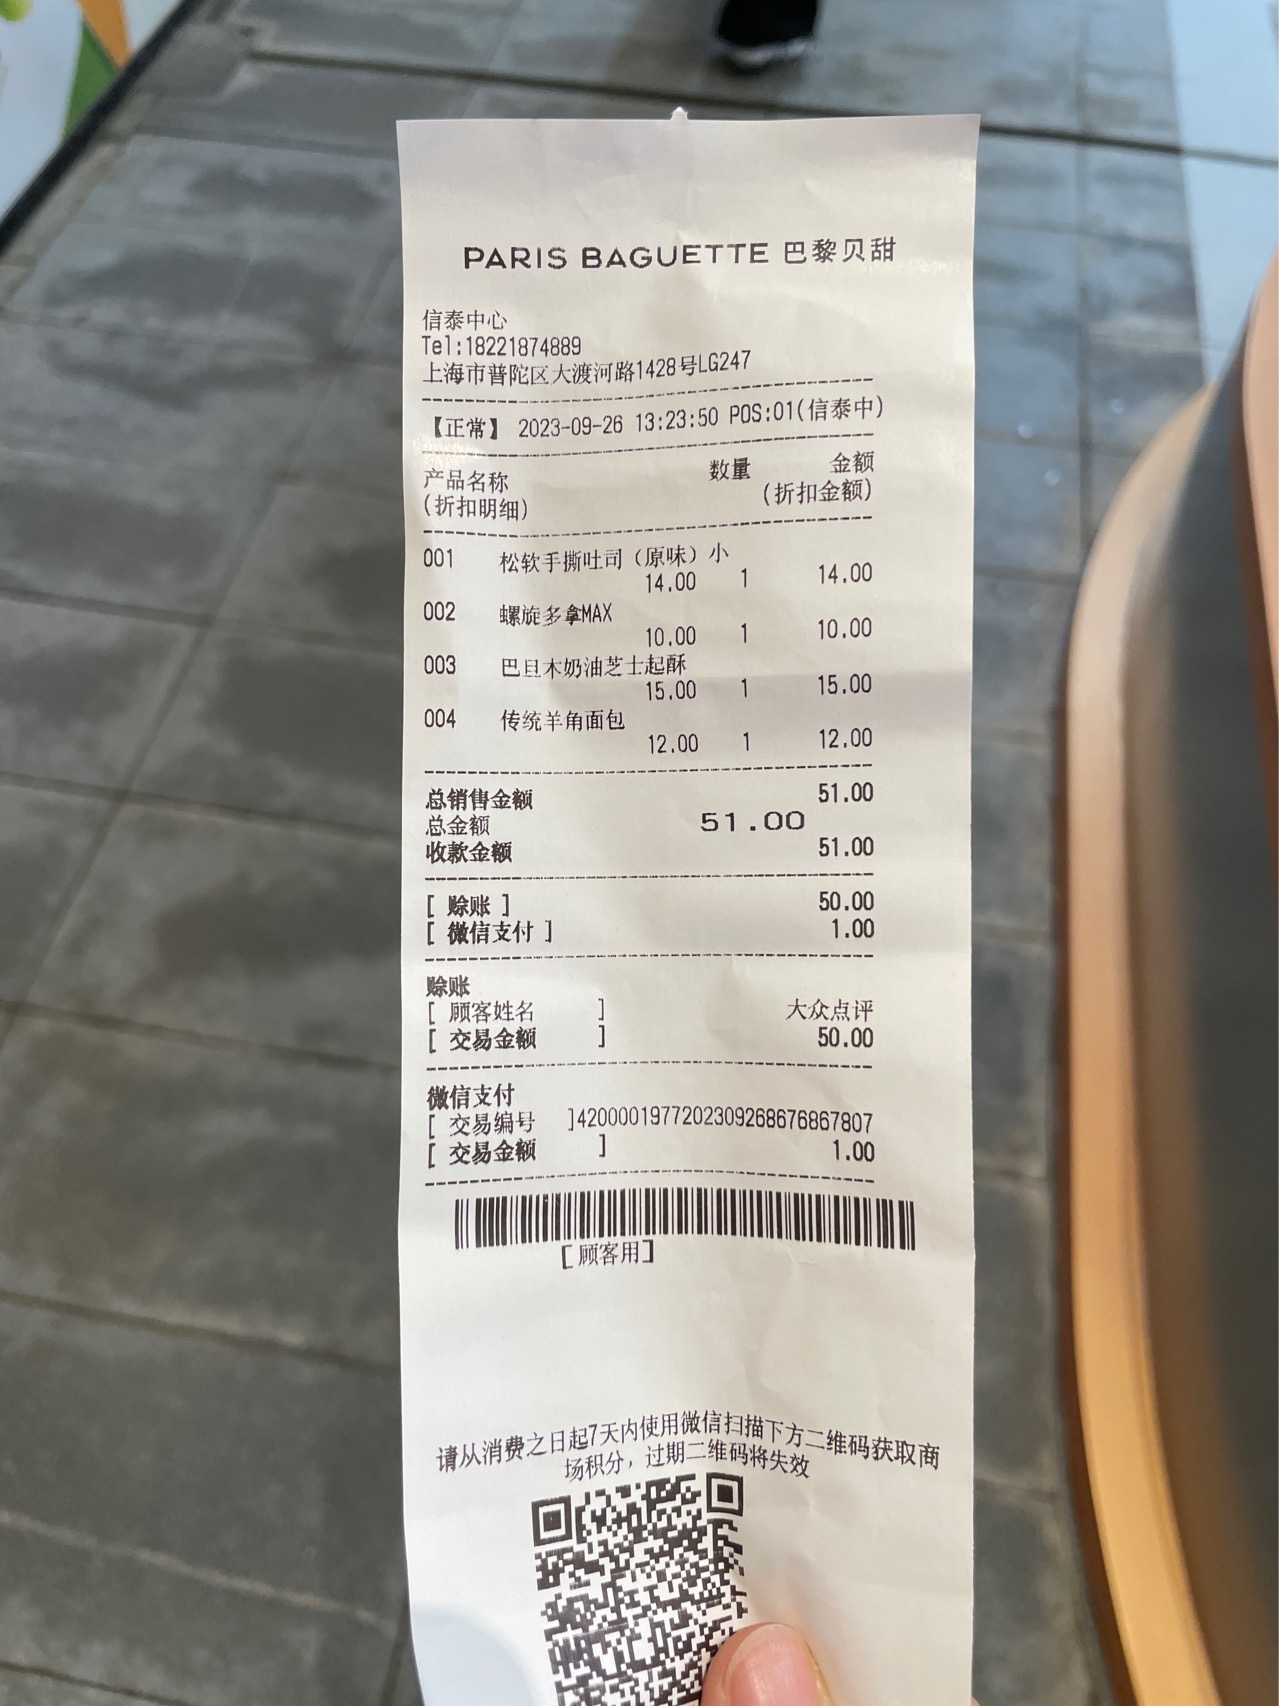 PARIS BAGUETTE 巴黎贝甜
信泰中心
Tel:18221874889
上海市普陀区大渡河路1428号LG247
【正常】 2023-09-26 13:23:50 POS:01(信泰中)
产品名称 数量 金额
(折扣明细) (折扣金额)
001 松软手撕吐司（原味）小
14.00 1 14.00
002 螺旋多拿MAX
10.00 1 10.00
003 巴旦木奶油芝士起酥
15.00 1 15.00
004 传统羊角面包
12.00 1 12.00
总销售金额 51.00
总金额 51.00
收款金额 51.00
[ 赊账 ] 50.00
[ 微信支付 ] 1.00
赊账
[ 顾客姓名 ] 大众点评
[ 交易金额 ] 50.00
微信支付
[ 交易编号 ]4200001977202309268676867807
[ 交易金额 ] 1.00
[顾客用]
请从消费之日起7天内使用微信扫描下方二维码获取商
场积分，过期二维码将失效